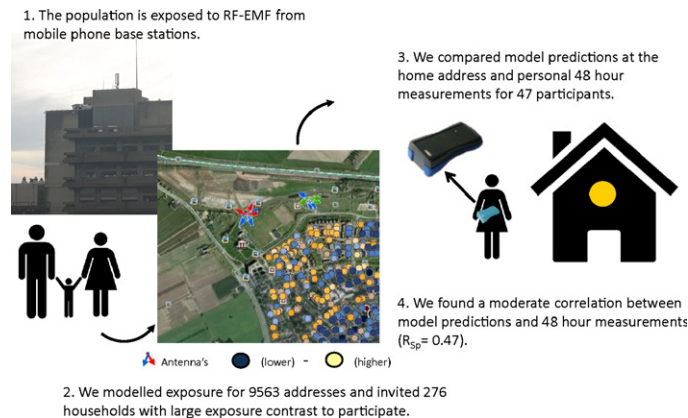 1. The population is exposed to RF-EMF from
mobile phone base stations.
3. We compared model predictions at the
home address and personal 48 hour
measurements for 47 participants.
4. We found a moderate correlation between
model predictions and 48 hour measurements
(RSp= 0.47).
Antenna's (lower) - (higher)
2. We modelled exposure for 9563 addresses and invited 276
households with large exposure contrast to participate.